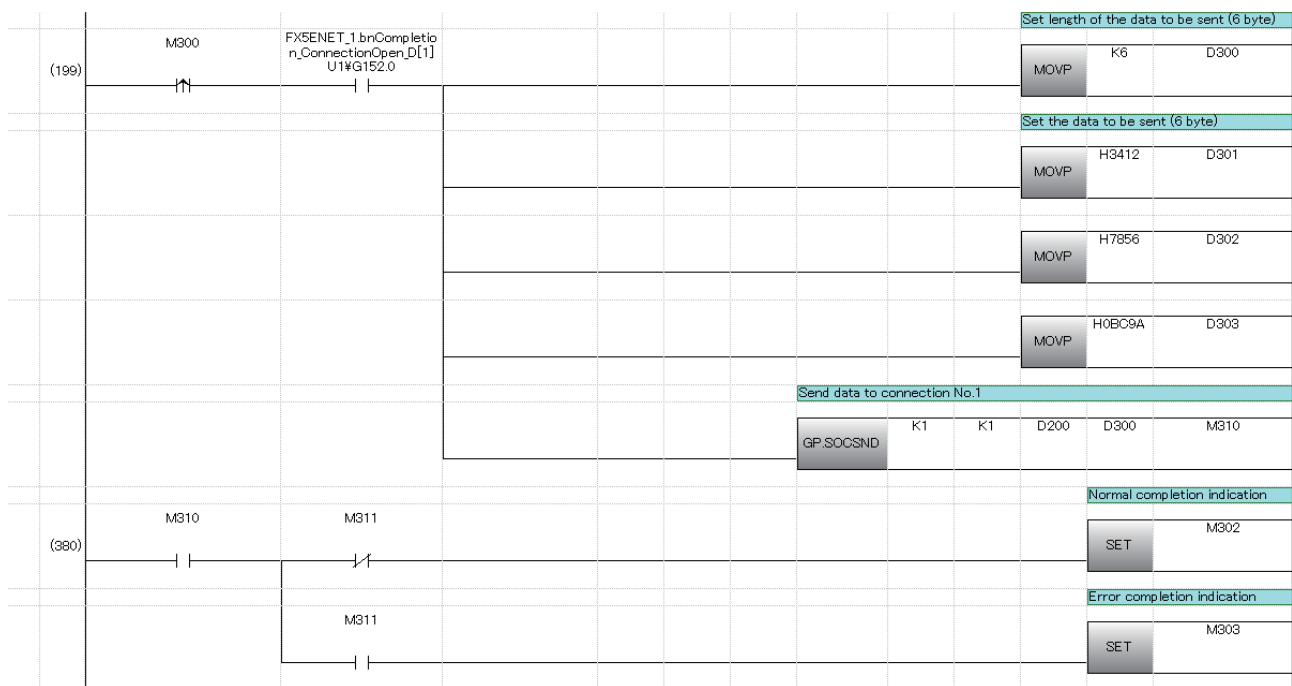 Set length of the data to be sent (6 byte)
M300
FX5ENET_1.bnCompletio
n_ConnectionOpen_D[1]
U1¥G152.0
(199)
MOVP K6 D300
Set the data to be sent (6 byte)
MOVP H3412 D301
MOVP H7856 D302
MOVP H0BC9A D303
Send data to connection No.1
GP.SOCSND K1 K1 D200 D300 M310
Normal completion indication
M310 M311
(380)
SET M302
Error completion indication
M311
SET M303